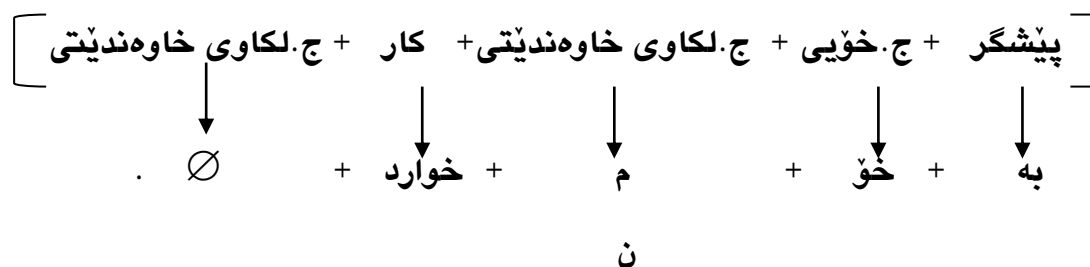 [ پێشگر + ج.خۆیی + ج.لکاوی خاوەندێتی+ کار + ج.لکاوی خاوەندێتی ]
بە + خۆ + م + خوارد + ∅ .
ن